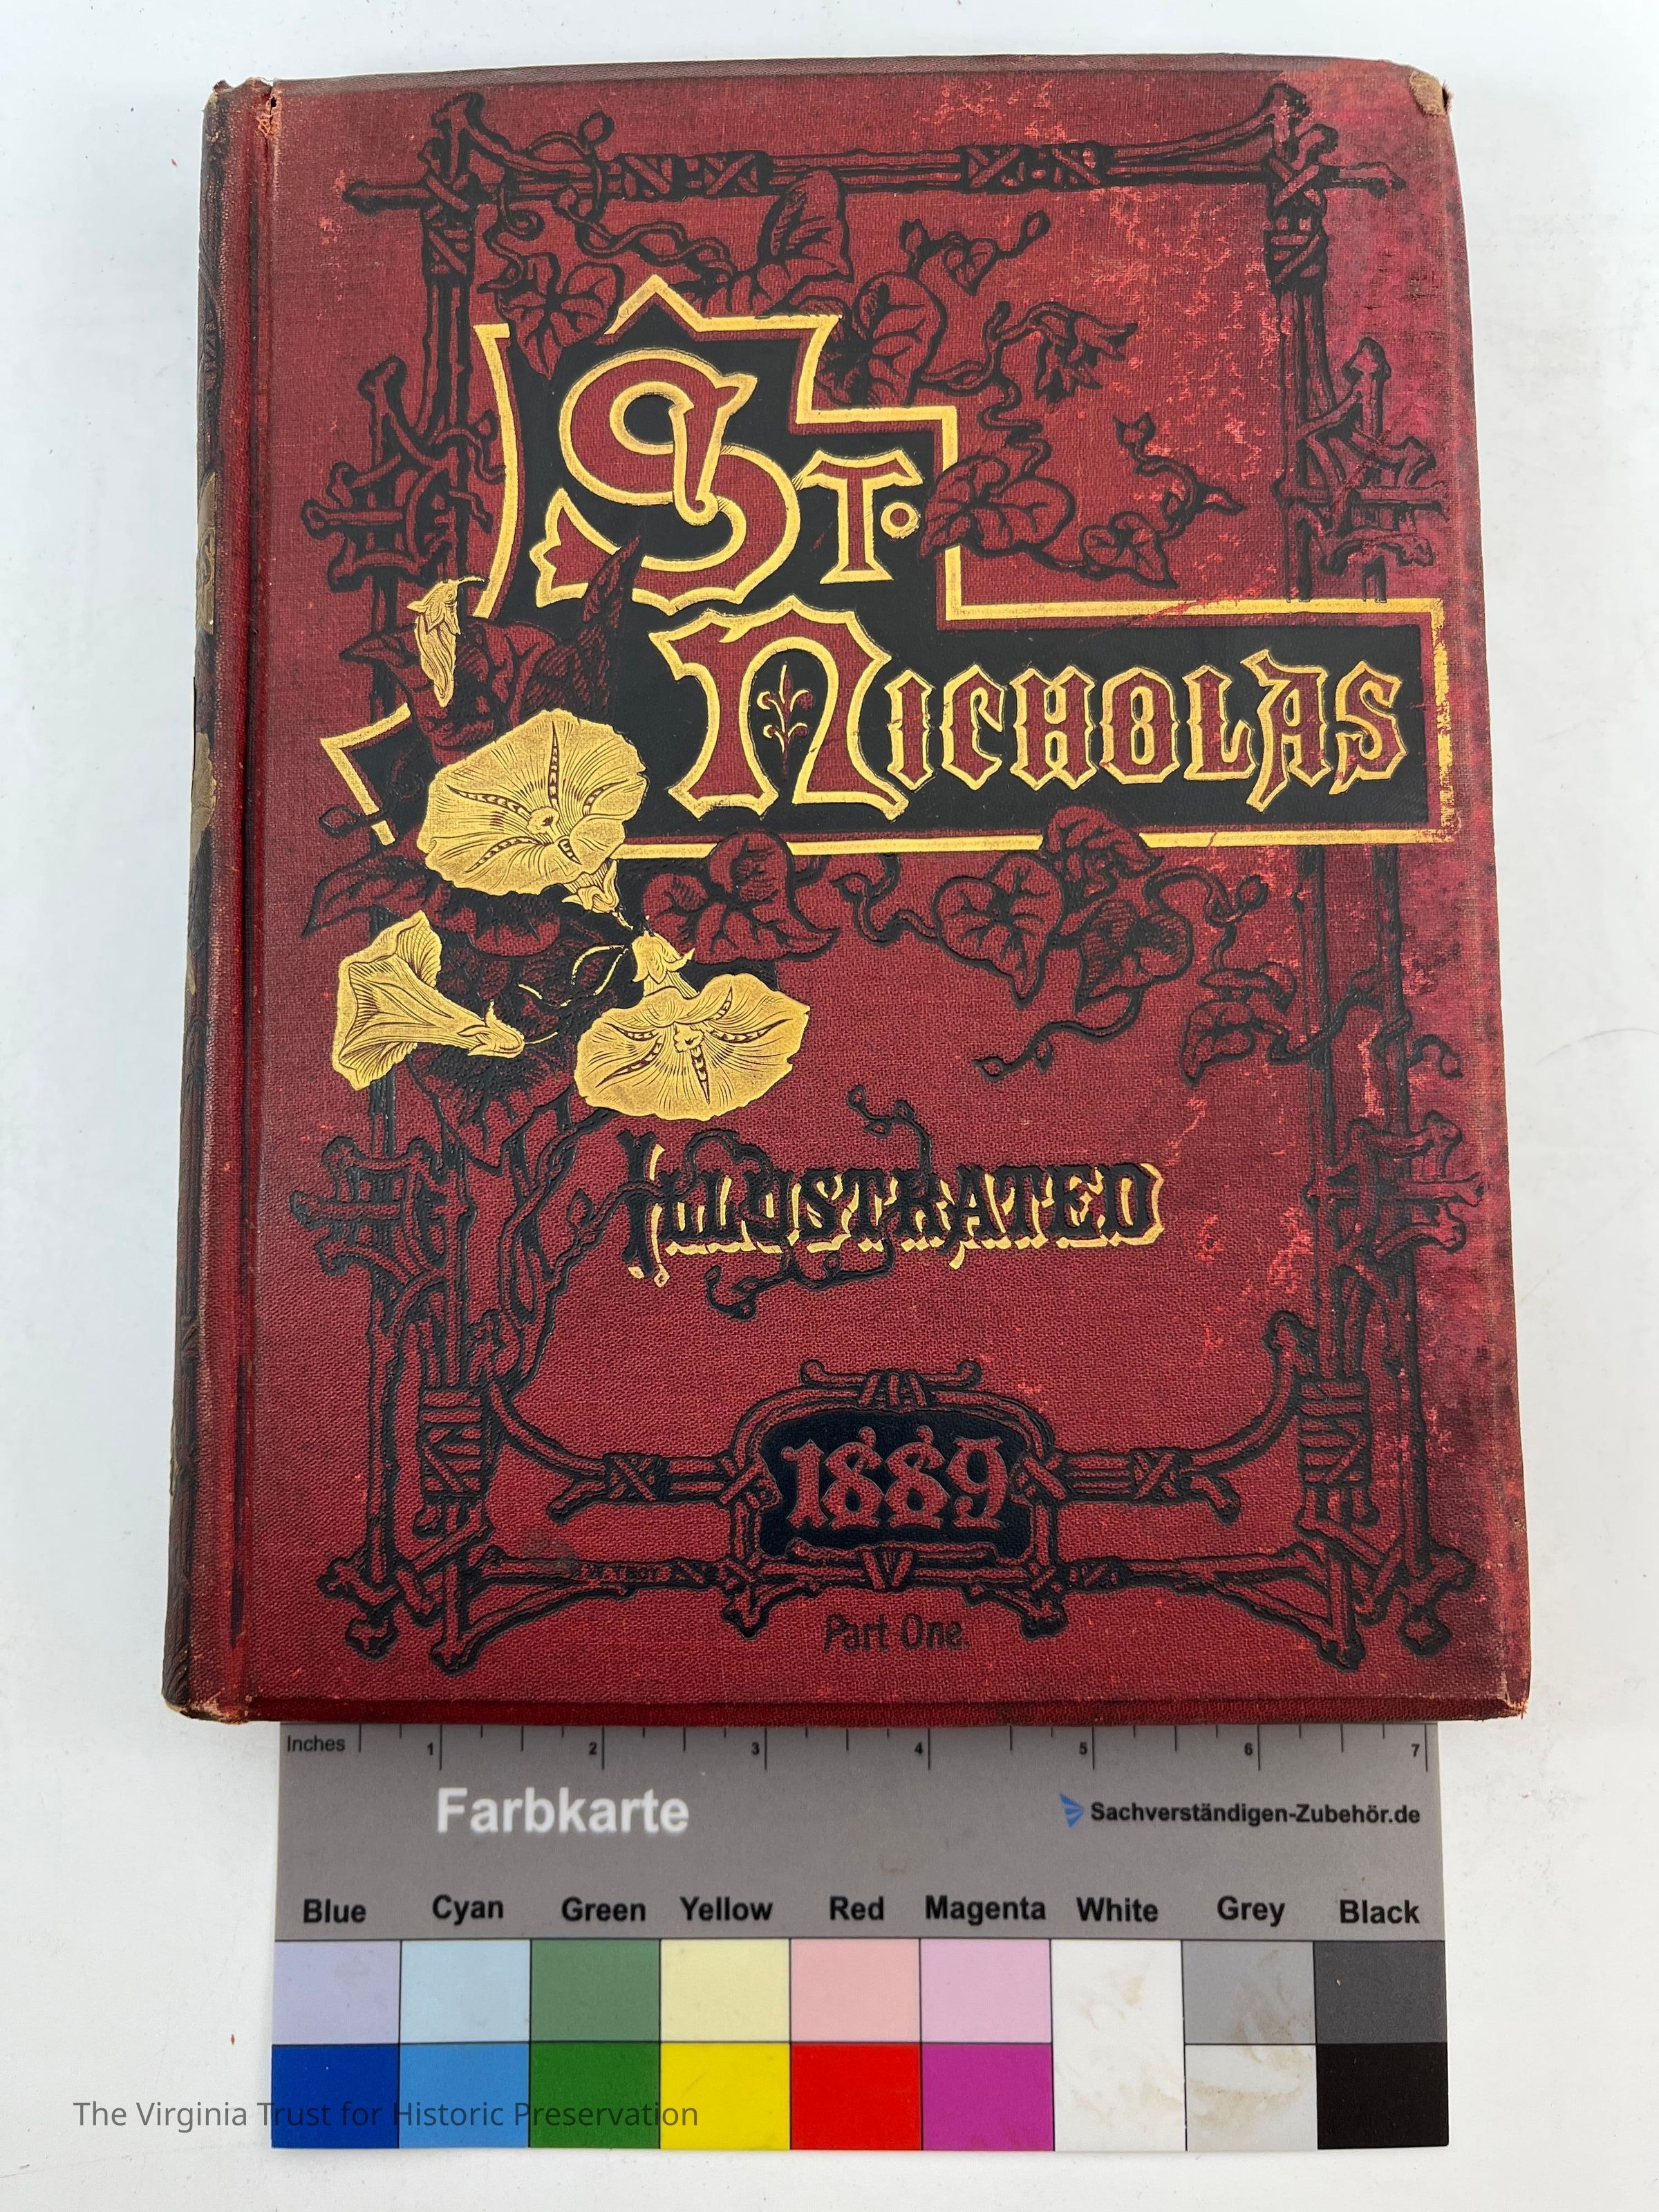 St.
Nicholas
Illustrated
1889
W. TROY
Part One.
Inches 1 2 3 4 5 6 7
Farbkarte
Sachverständigen-Zubehör.de
Blue Cyan Green Yellow Red Magenta White Grey Black
The Virginia Trust for Historic Preservation